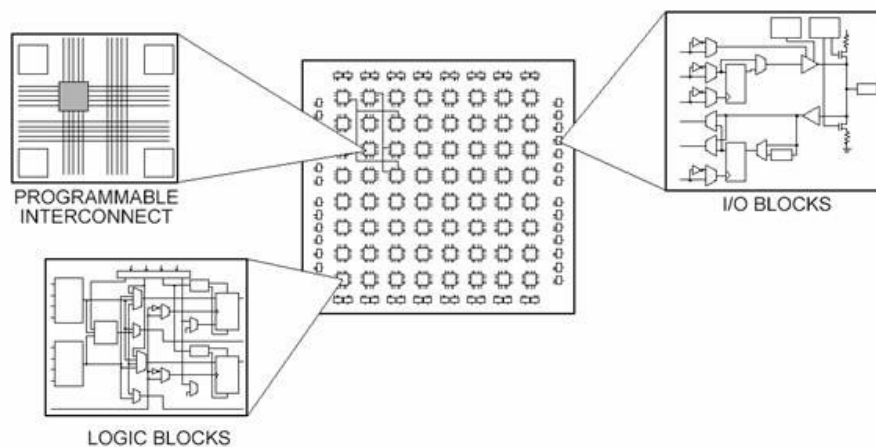 PROGRAMMABLE
INTERCONNECT
I/O BLOCKS
LOGIC BLOCKS